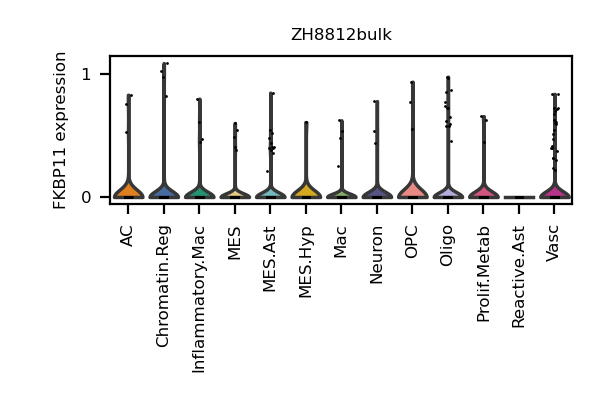 ZH8812bulk
FKBP11 expression
1
0
AC
Chromatin.Reg
Inflammatory.Mac
MES
MES.Ast
MES.Hyp
Mac
Neuron
OPC
Oligo
Prolif.Metab
Reactive.Ast
Vasc